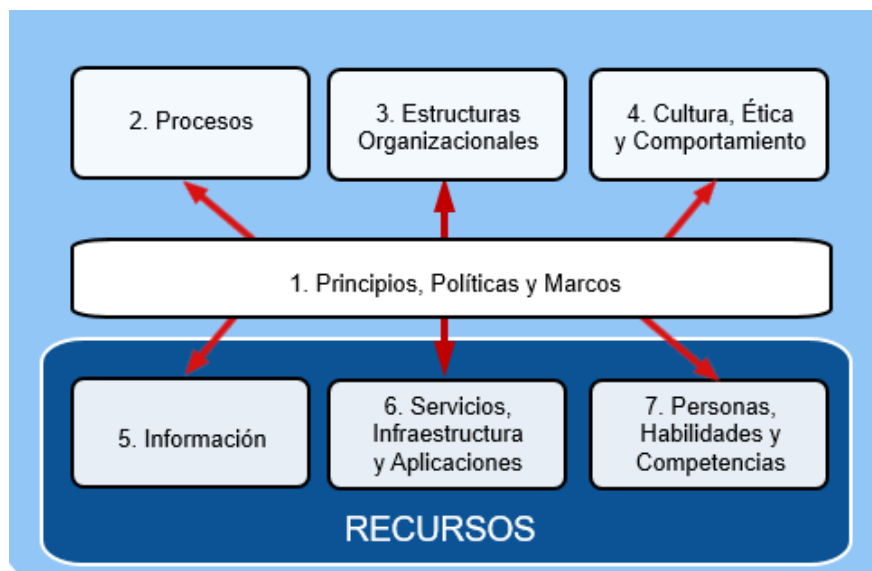 2. Procesos
3. Estructuras
Organizacionales
4. Cultura, Ética
y Comportamiento
1. Principios, Políticas y Marcos
5. Información
6. Servicios,
Infraestructura
y Aplicaciones
7. Personas,
Habilidades y
Competencias
RECURSOS